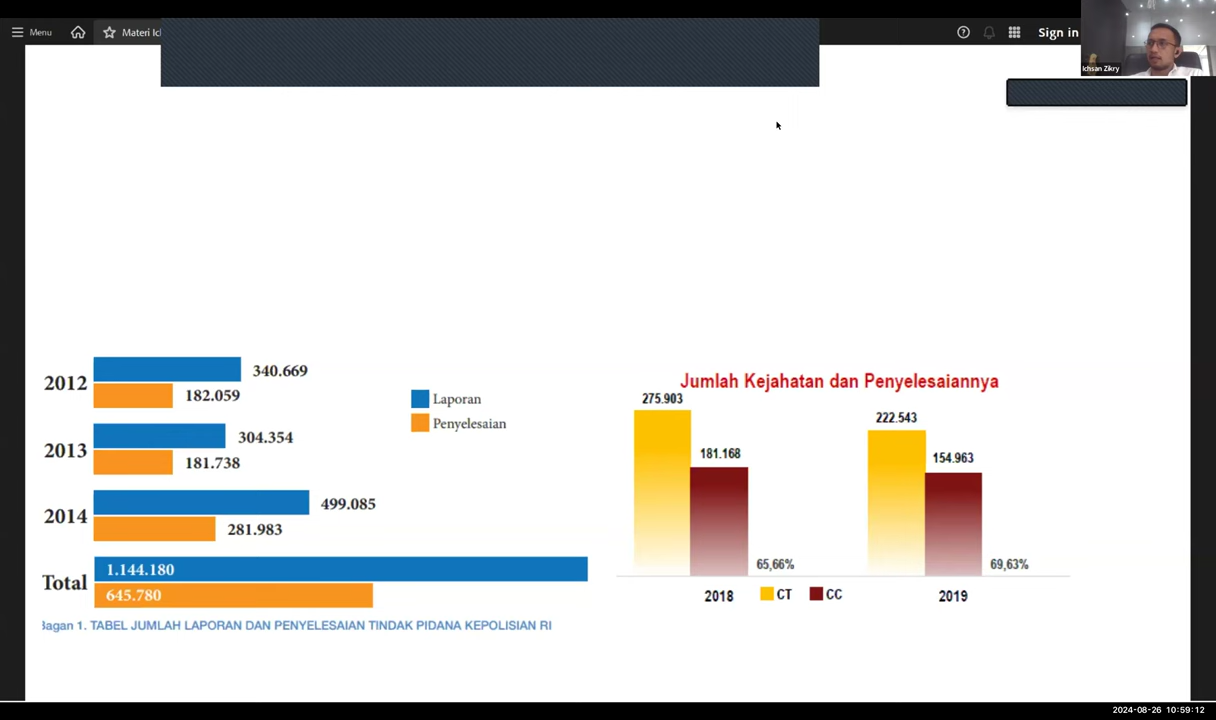 Menu
Materi Ic
Sign in
Ichsan Zikry
2012
340.669
182.059
2013
304.354
181.738
2014
499.085
281.983
Total
1.144.180
645.780
Laporan
Penyelesaian
Bagan 1. TABEL JUMLAH LAPORAN DAN PENYELESAIAN TINDAK PIDANA KEPOLISIAN RI
Jumlah Kejahatan dan Penyelesaiannya
275.903
181.168
65,66%
222.543
154.963
69,63%
2018
CT
CC
2019
2024-08-26 10:59:12